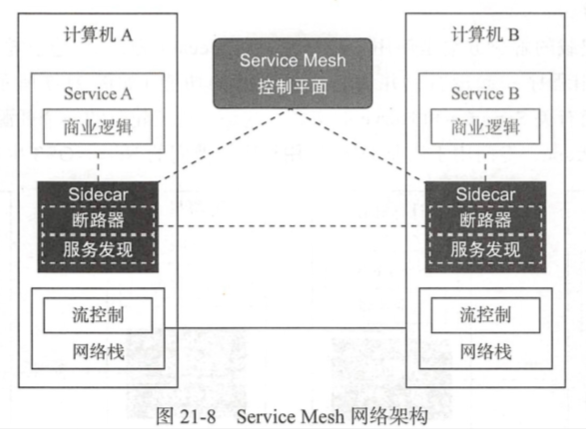 计算机 A
Service A
商业逻辑
Sidecar
断路器
服务发现
流控制
网络栈
Service Mesh
控制平面
计算机 B
Service B
商业逻辑
Sidecar
断路器
服务发现
流控制
网络栈
图 21-8 Service Mesh 网络架构